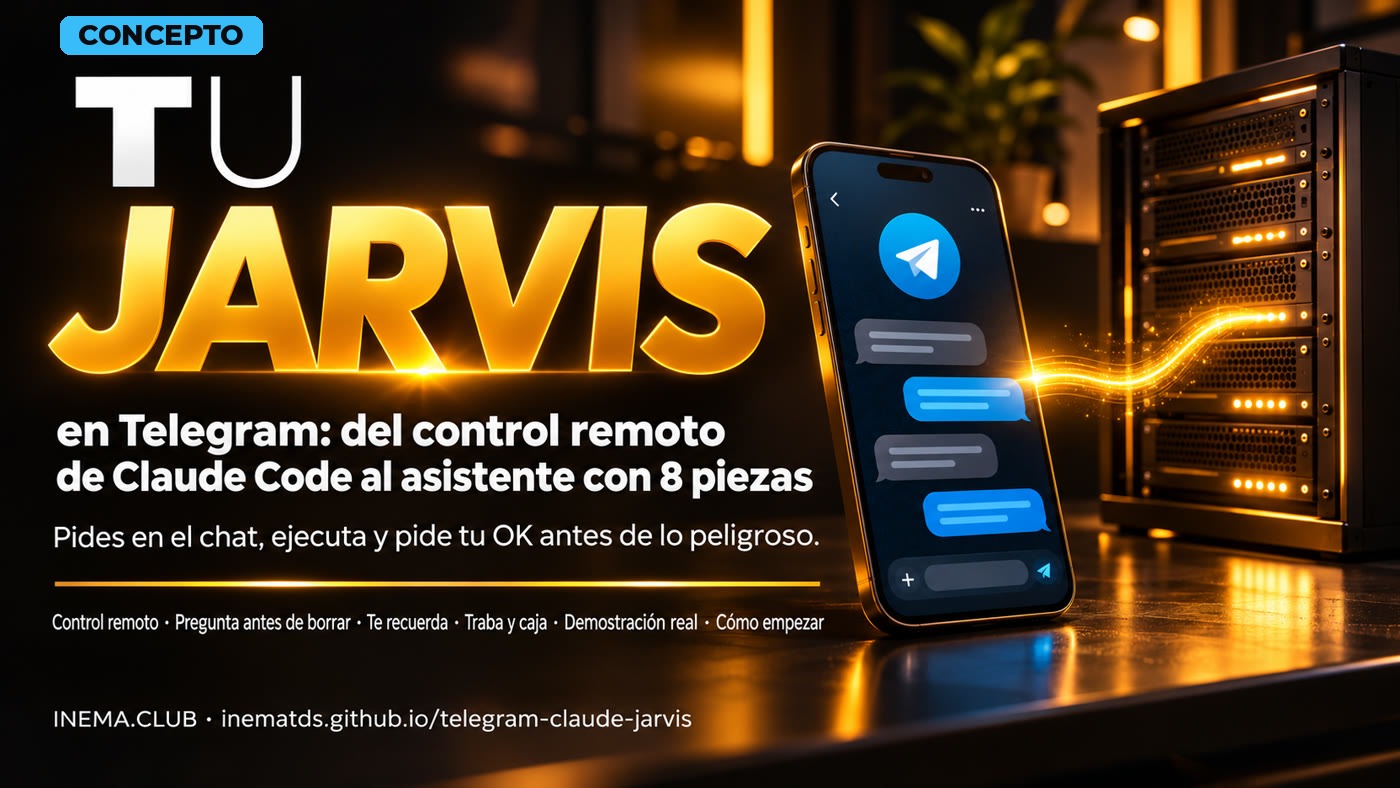 CONCEPTO
TU
JARVIS
en Telegram: del control remoto
de Claude Code al asistente con 8 piezas
Pides en el chat, ejecuta y pide tu OK antes de lo peligroso.
Control remoto · Pregunta antes de borrar · Te recuerda · Traba y caja · Demostración real · Cómo empezar
INEMA.CLUB · inematds.github.io/telegram-claude-jarvis